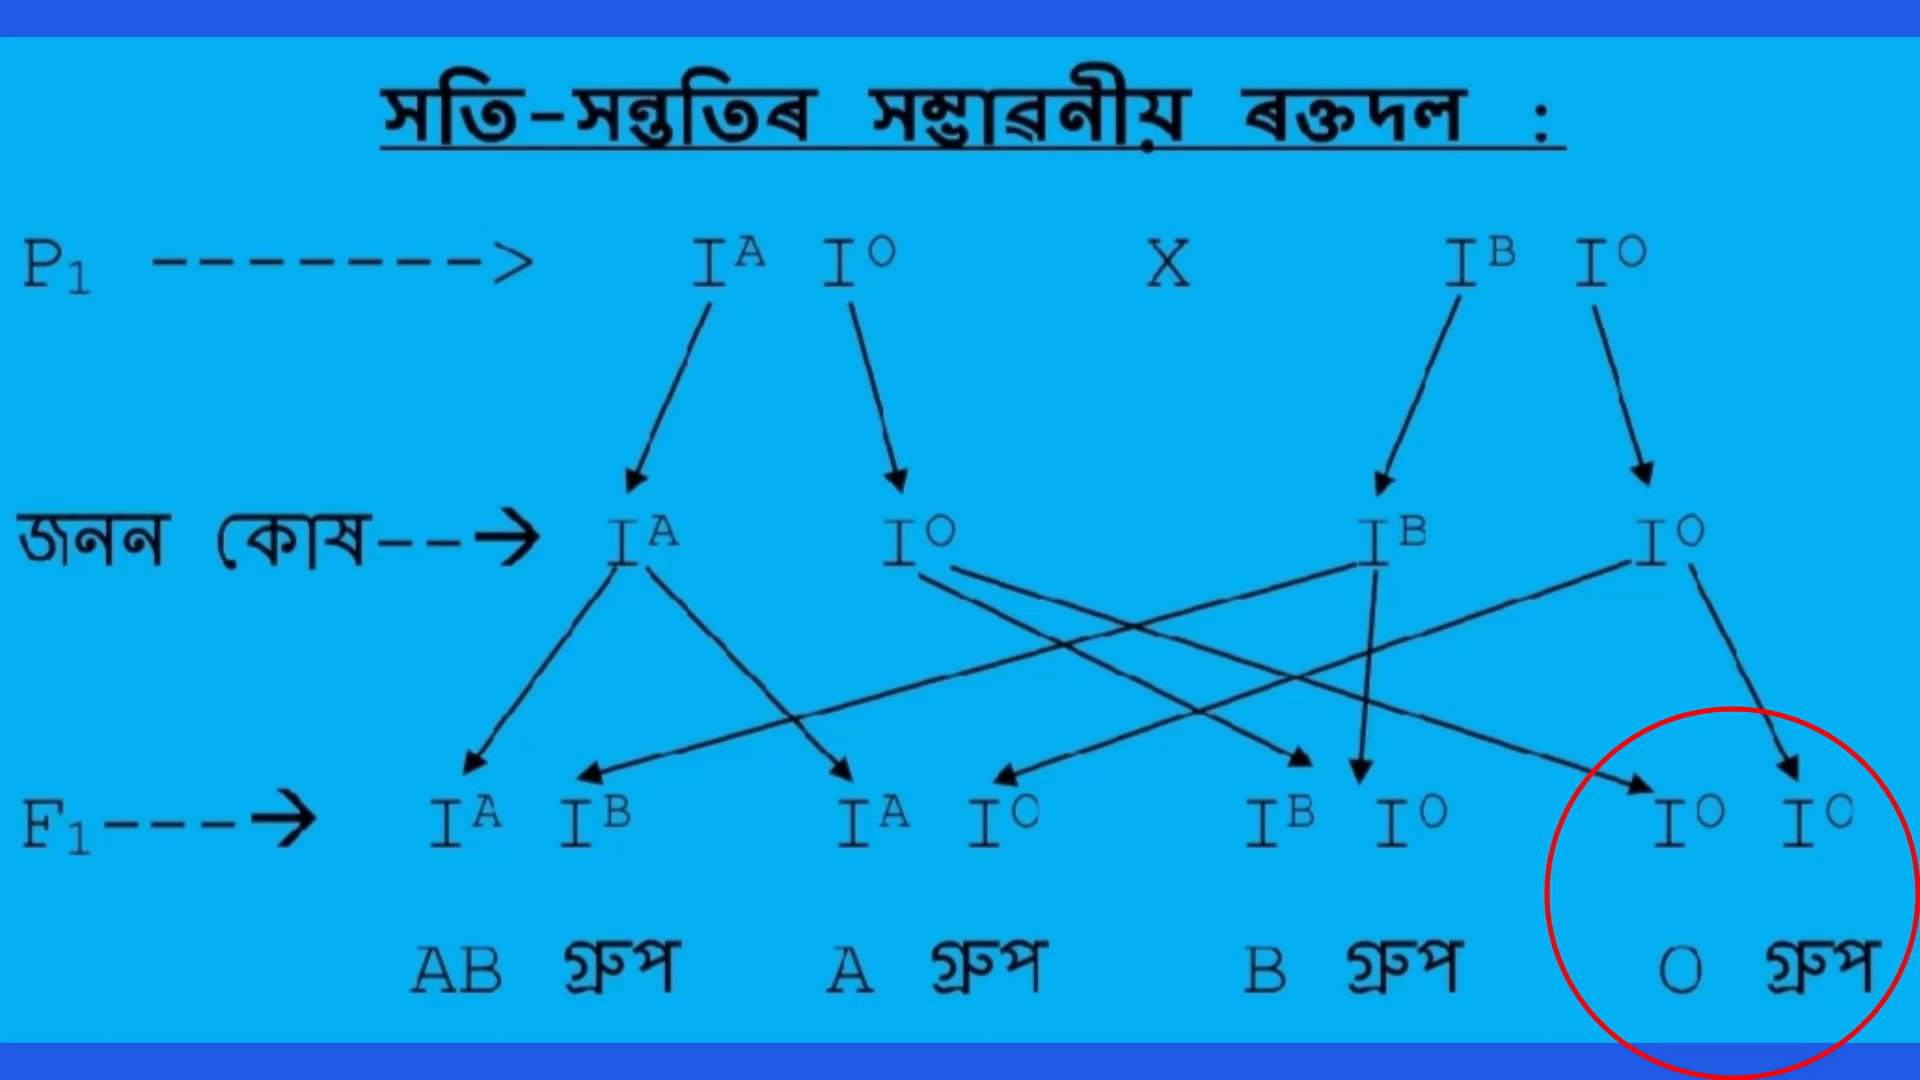 সতি-সন্ততিৰ সম্ভাৱনীয় ৰক্তদল :
P₁ -------> Iᴬ Iᴼ X Iᴮ Iᴼ
জনন কোষ--→ Iᴬ Iᴼ Iᴮ Iᴼ
F₁---→ Iᴬ Iᴮ Iᴬ Iᴼ Iᴮ Iᴼ Iᴼ Iᴼ
AB গ্ৰুপ A গ্ৰুপ B গ্ৰুপ O গ্ৰুপ